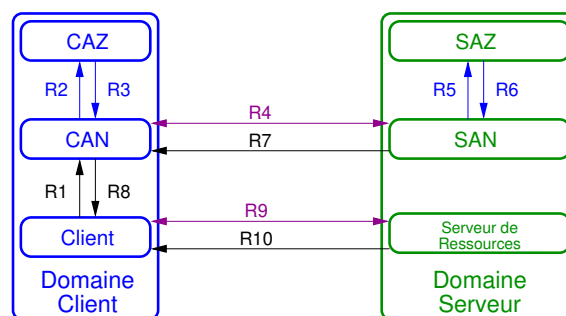 CAZ
SAZ
R2
R3
R5
R6
R4
CAN
SAN
R7
R1
R8
R9
Client
Serveur de
Ressources
R10
Domaine
Client
Domaine
Serveur